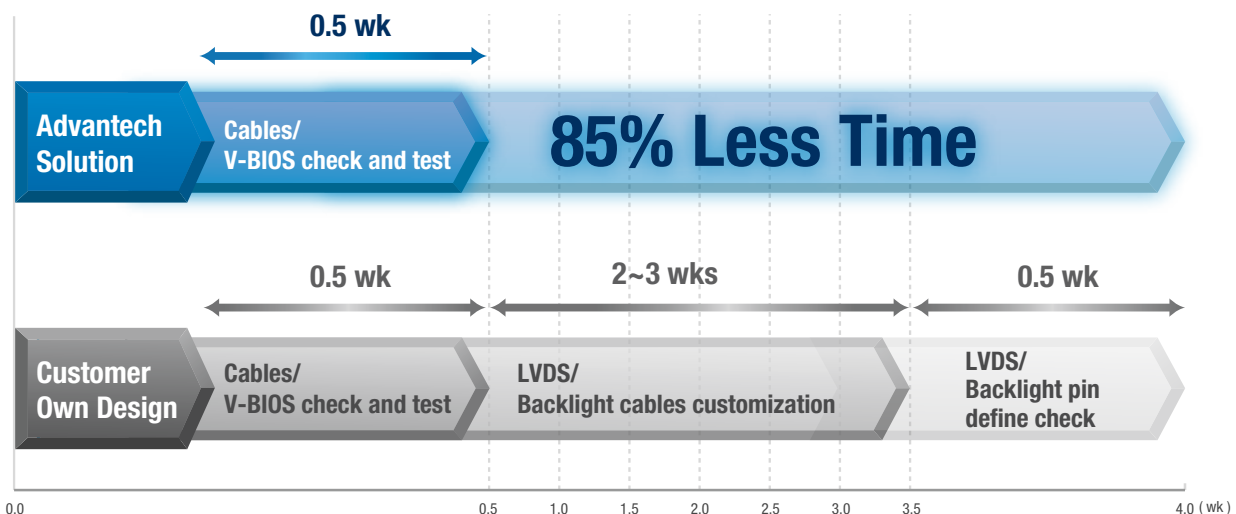 0.5 wk
Advantech
Solution
Cables/
V-BIOS check and test
85% Less Time
0.5 wk
2~3 wks
0.5 wk
Customer
Own Design
Cables/
V-BIOS check and test
LVDS/
Backlight cables customization
LVDS/
Backlight pin
define check
0.0 0.5 1.0 1.5 2.0 2.5 3.0 3.5 4.0 ( wk )